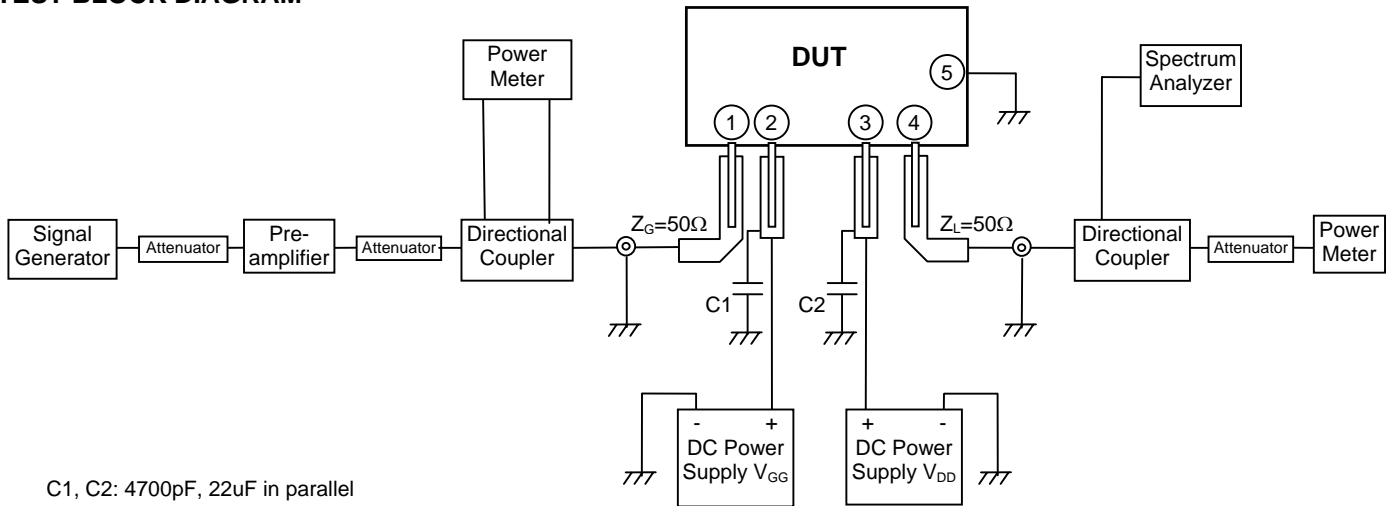 TEST BLOCK DIAGRAM
Power
Meter
DUT
5
Spectrum
Analyzer
1 2 3 4
Signal
Generator
Attenuator
Pre-
amplifier
Attenuator
Directional
Coupler
ZG=50Ω
ZL=50Ω
Directional
Coupler
Attenuator
Power
Meter
C1
C2
- +
DC Power
Supply VGG
+ -
DC Power
Supply VDD
C1, C2: 4700pF, 22uF in parallel